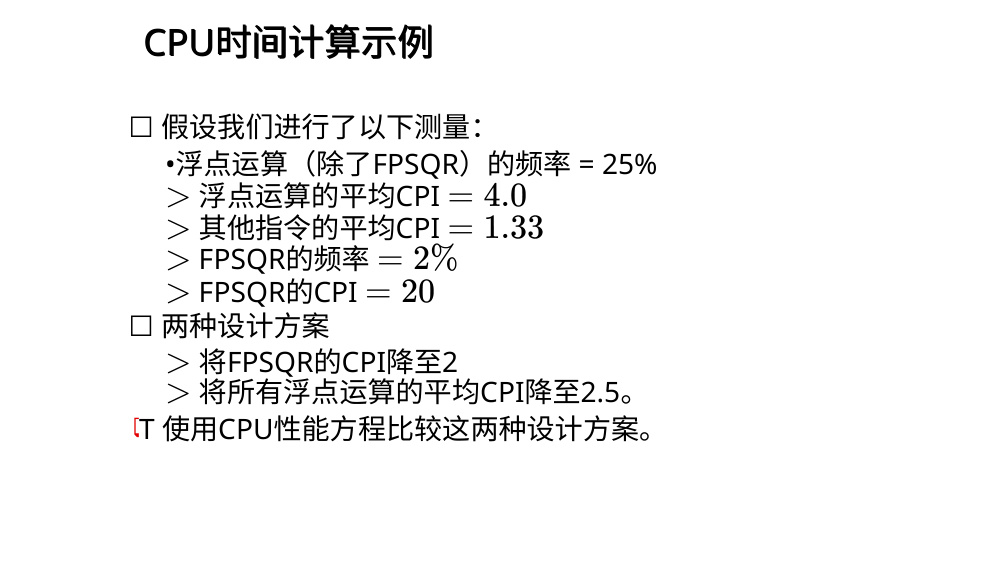 CPU时间计算示例
□ 假设我们进行了以下测量：
•浮点运算（除了FPSQR）的频率 = 25%
> 浮点运算的平均CPI = 4.0
> 其他指令的平均CPI = 1.33
> FPSQR的频率 = 2%
> FPSQR的CPI = 20
□ 两种设计方案
> 将FPSQR的CPI降至2
> 将所有浮点运算的平均CPI降至2.5。
T 使用CPU性能方程比较这两种设计方案。